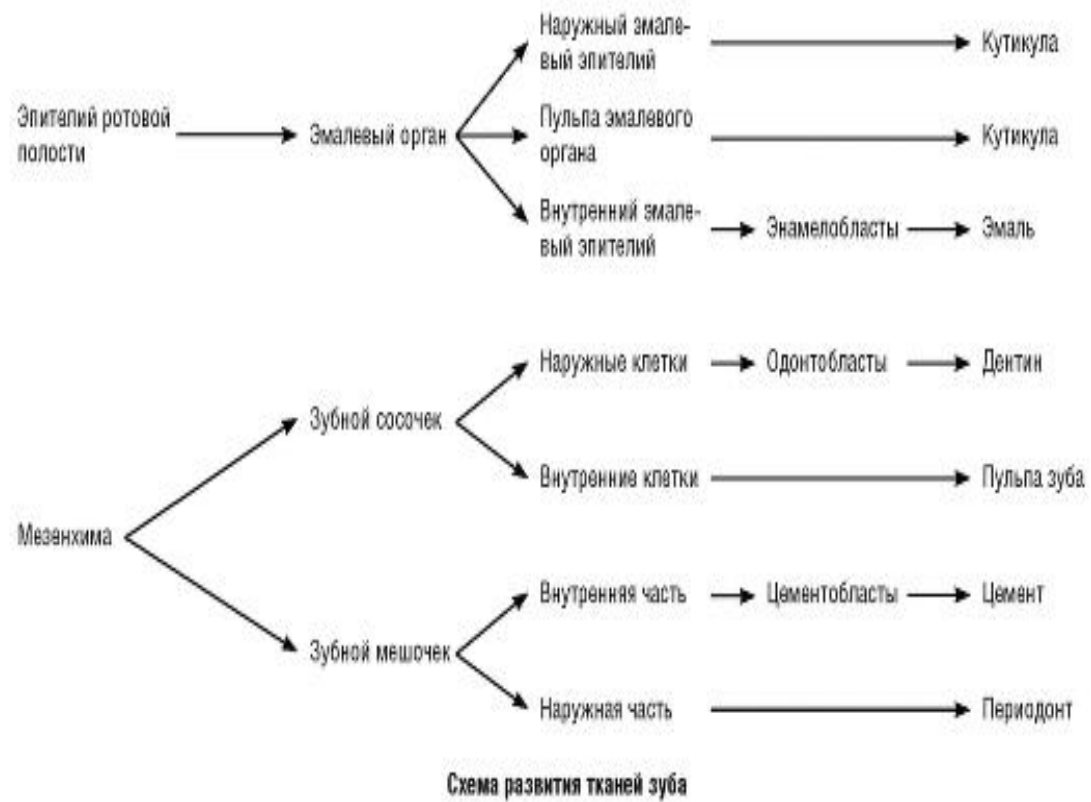 Наружный эмале-
вый эпителий
Кутикула
Эпителий ротовой
полости
Эмалевый орган
Пульпа эмалевого
органа
Кутикула
Внутренний эмале-
вый эпителий
Энамелобласты
Эмаль
Наружные клетки
Одонтобласты
Дентин
Зубной сосочек
Внутренние клетки
Пульпа зуба
Мезенхима
Внутренняя часть
Цементобласты
Цемент
Зубной мешочек
Наружная часть
Периодонт
Схема развития тканей зуба